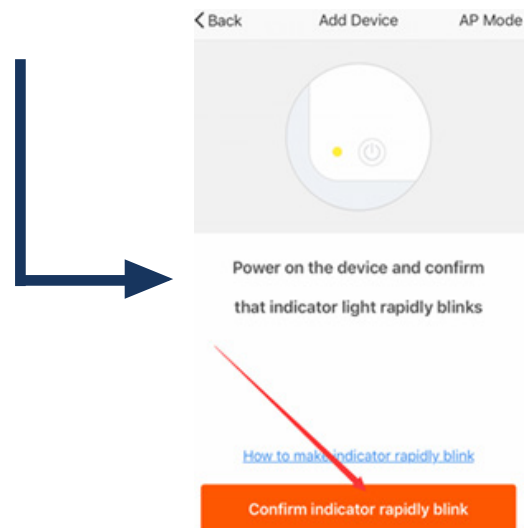 Back Add Device AP Mode
Power on the device and confirm
that indicator light rapidly blinks
How to make indicator rapidly blink
Confirm indicator rapidly blink